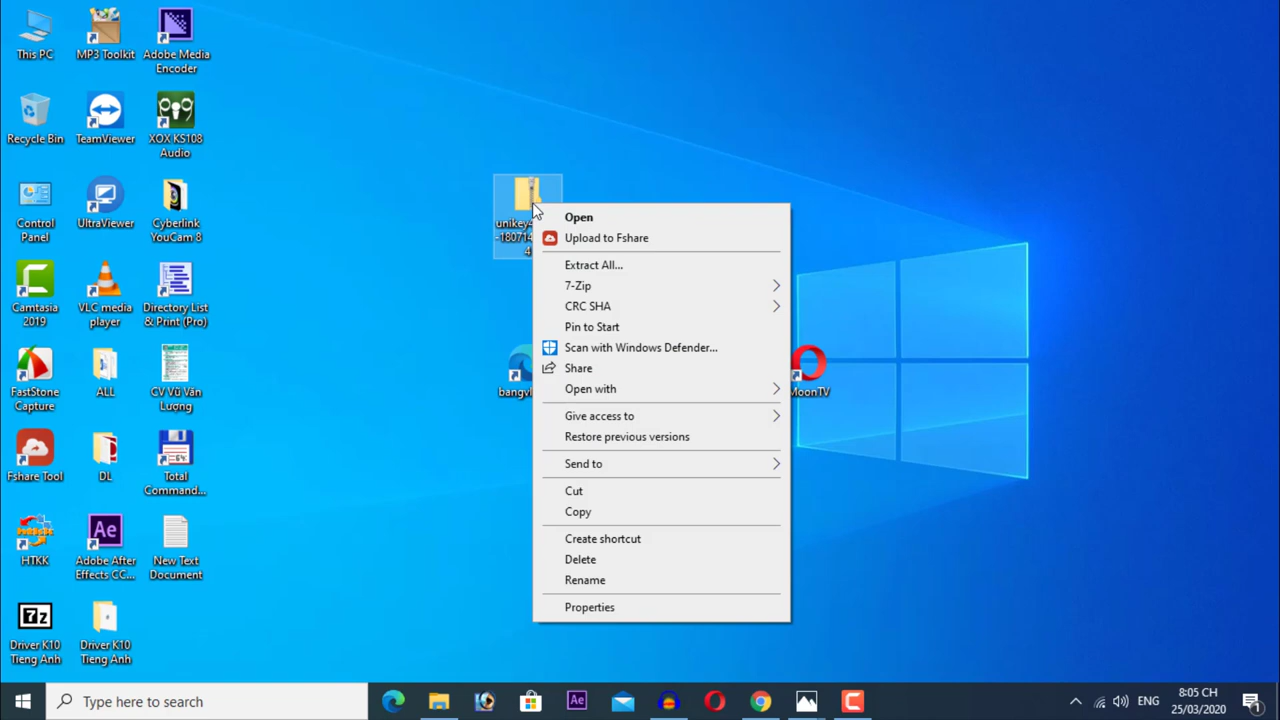 This PC
MP3 Toolkit
Adobe Media
Encoder
Recycle Bin
TeamViewer
XOX KS108
Audio
Control
Panel
UltraViewer
Cyberlink
YouCam 8
Camtasia
2019
VLC media
player
Directory List
& Print (Pro)
FastStone
Capture
ALL
CV Vũ Văn
Lượng
Fshare Tool
DL
Total
Command...
HTKK
Adobe After
Effects CC...
New Text
Document
7z
Driver K10
Tieng Anh
Driver K10
Tieng Anh
Open
Upload to Fshare
Extract All...
7-Zip
CRC SHA
Pin to Start
Scan with Windows Defender...
Share
Open with
Give access to
Restore previous versions
Send to
Cut
Copy
Create shortcut
Delete
Rename
Properties
MoonTV
Type here to search
Ae
ENG
8:05 CH
25/03/2020
1